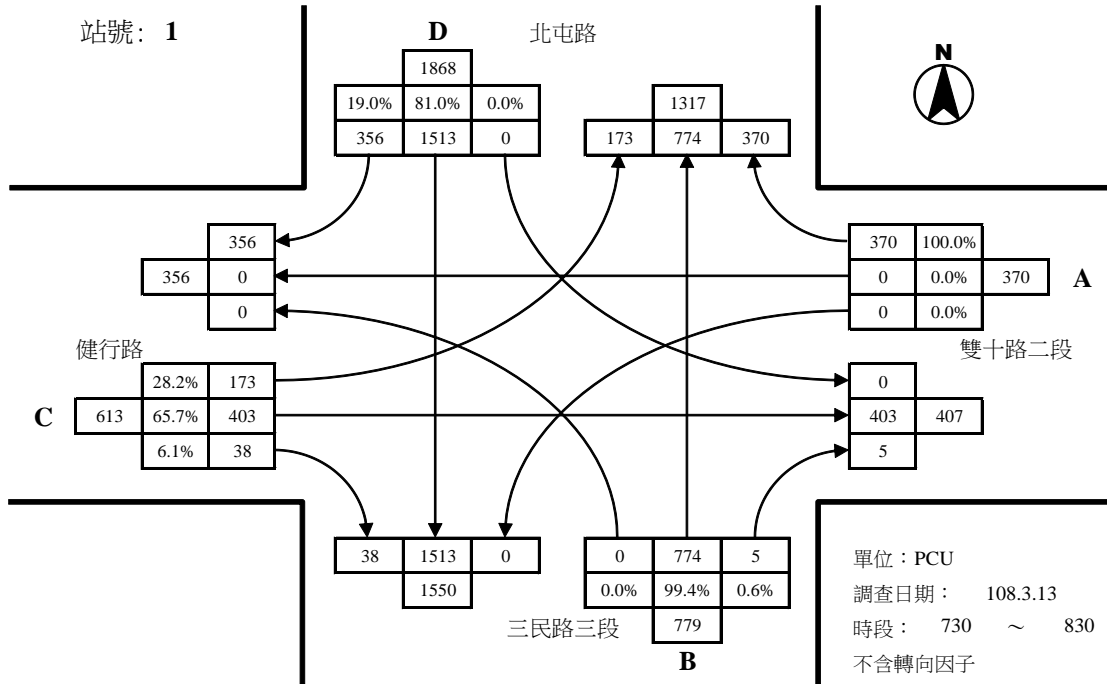 站號: 1
D
北屯路
N
1868
19.0% 81.0% 0.0%
356 1513 0
1317
173 774 370
356
356 0
0
370 100.0%
0 0.0% 370
0 0.0%
A
健行路
雙十路二段
C
28.2% 173
613 65.7% 403
6.1% 38
0
403 407
5
38 1513 0
1550
0 774 5
0.0% 99.4% 0.6%
779
三民路三段
B
單位：PCU
調查日期： 108.3.13
時段： 730 ～ 830
不含轉向因子